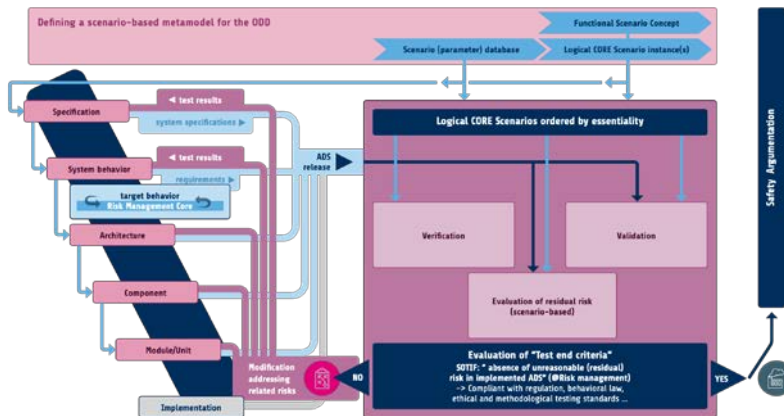 Defining a scenario-based metamodel for the ODD
Functional Scenario Concept
Scenario (parameter) database
Logical CORE Scenario instance(s)
Specification
◄ test results
system specifications ►
System behavior
◄ test results
requirements ►
target behavior
Risk Management Core
Architecture
Component
Module/Unit
Implementation
Modification
addressing
related risks
ADS
release
Logical CORE Scenarios ordered by essentiality
Verification
Validation
Evaluation of residual risk
(scenario-based)
Evaluation of "Test end criteria"
SOTIF: " absence of unreasonable (residual)
risk in implemented ADS" (@Risk management)
-> Compliant with regulation, behavioral law,
ethical and methodological testing standards ...
NO
YES
Safety Argumentation